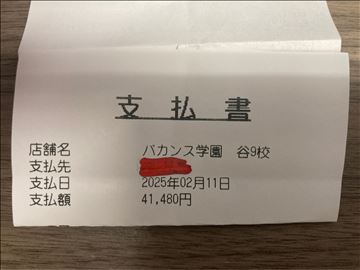 支払書
店舗名 バカンス学園 谷9校
支払先
支払日 2025年02月11日
支払額 41,480円